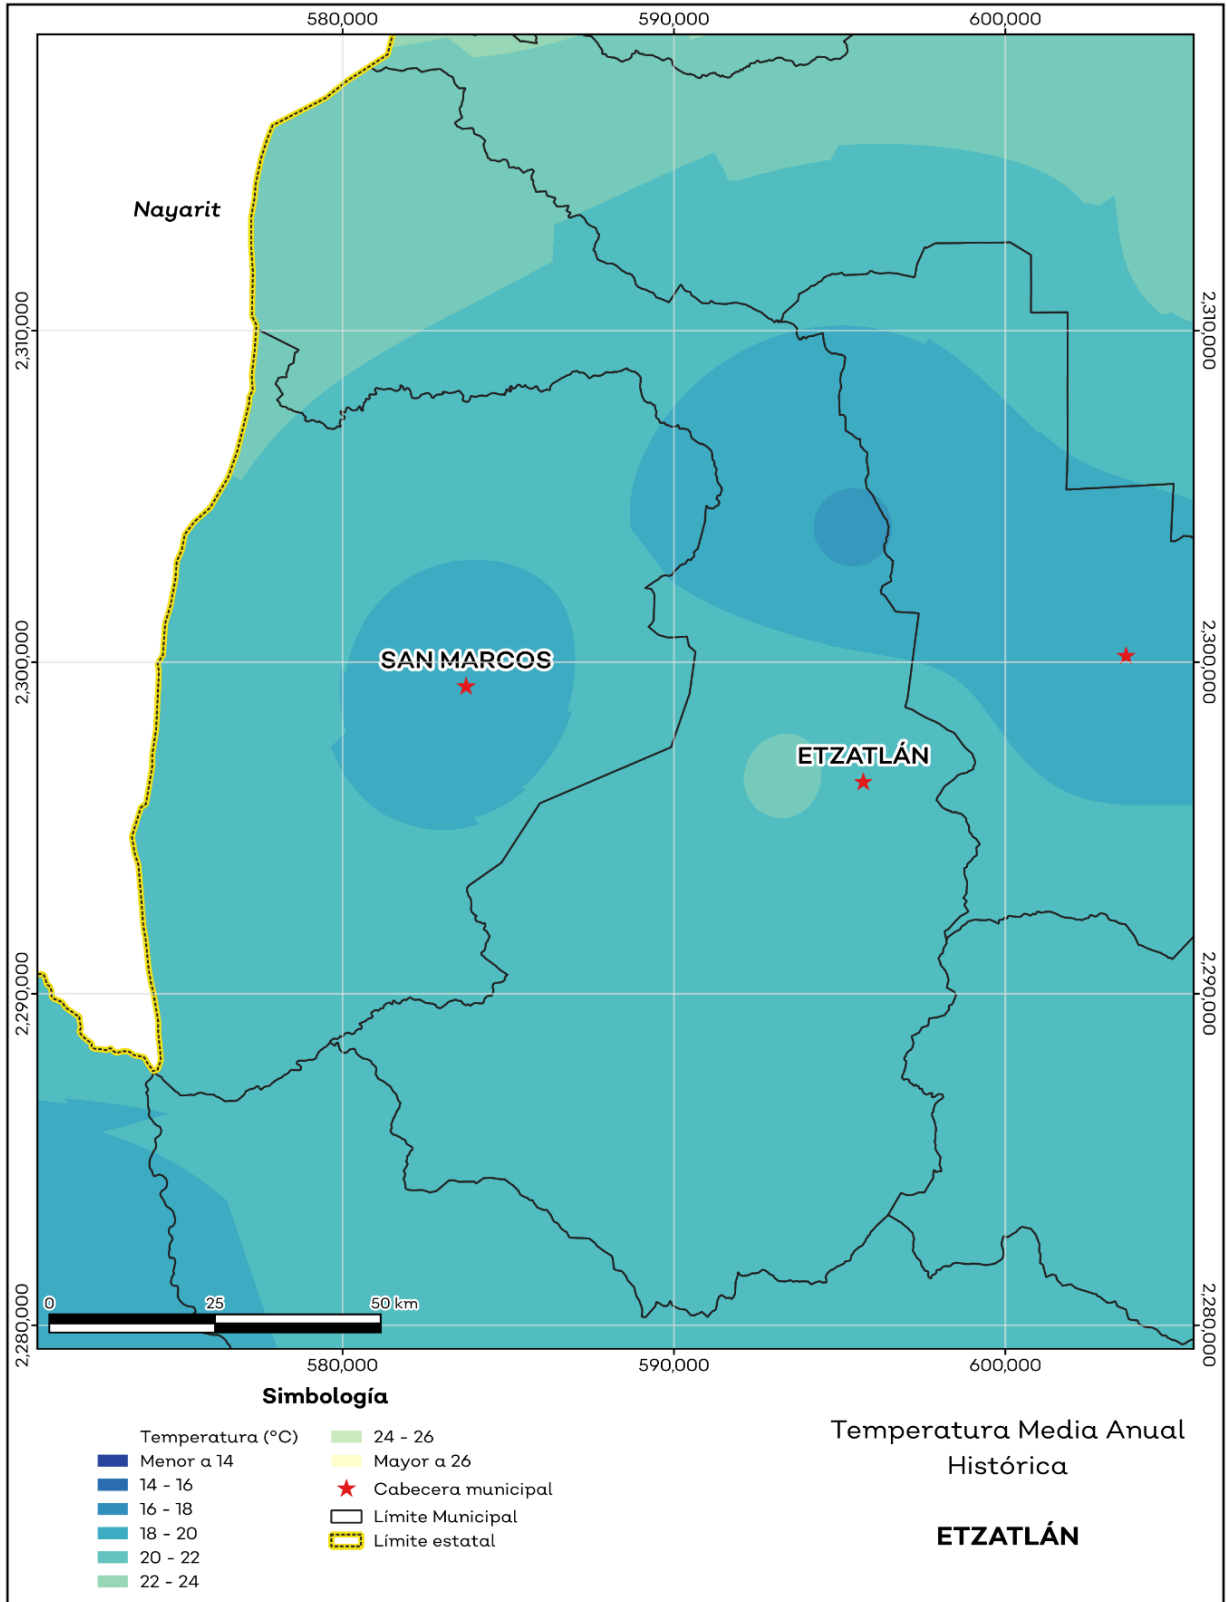 580,000
590,000
600,000
Nayarit
2,310,000
2,310,000
SAN MARCOS
2,300,000
2,300,000
ETZATLÁN
2,290,000
2,290,000
0 25 50 km
2,280,000
2,280,000
580,000
590,000
600,000
Simbología
Temperatura (°C)
Menor a 14
14 - 16
16 - 18
18 - 20
20 - 22
22 - 24
24 - 26
Mayor a 26
Cabecera municipal
Límite Municipal
Límite estatal
Temperatura Media Anual
Histórica
ETZATLÁN